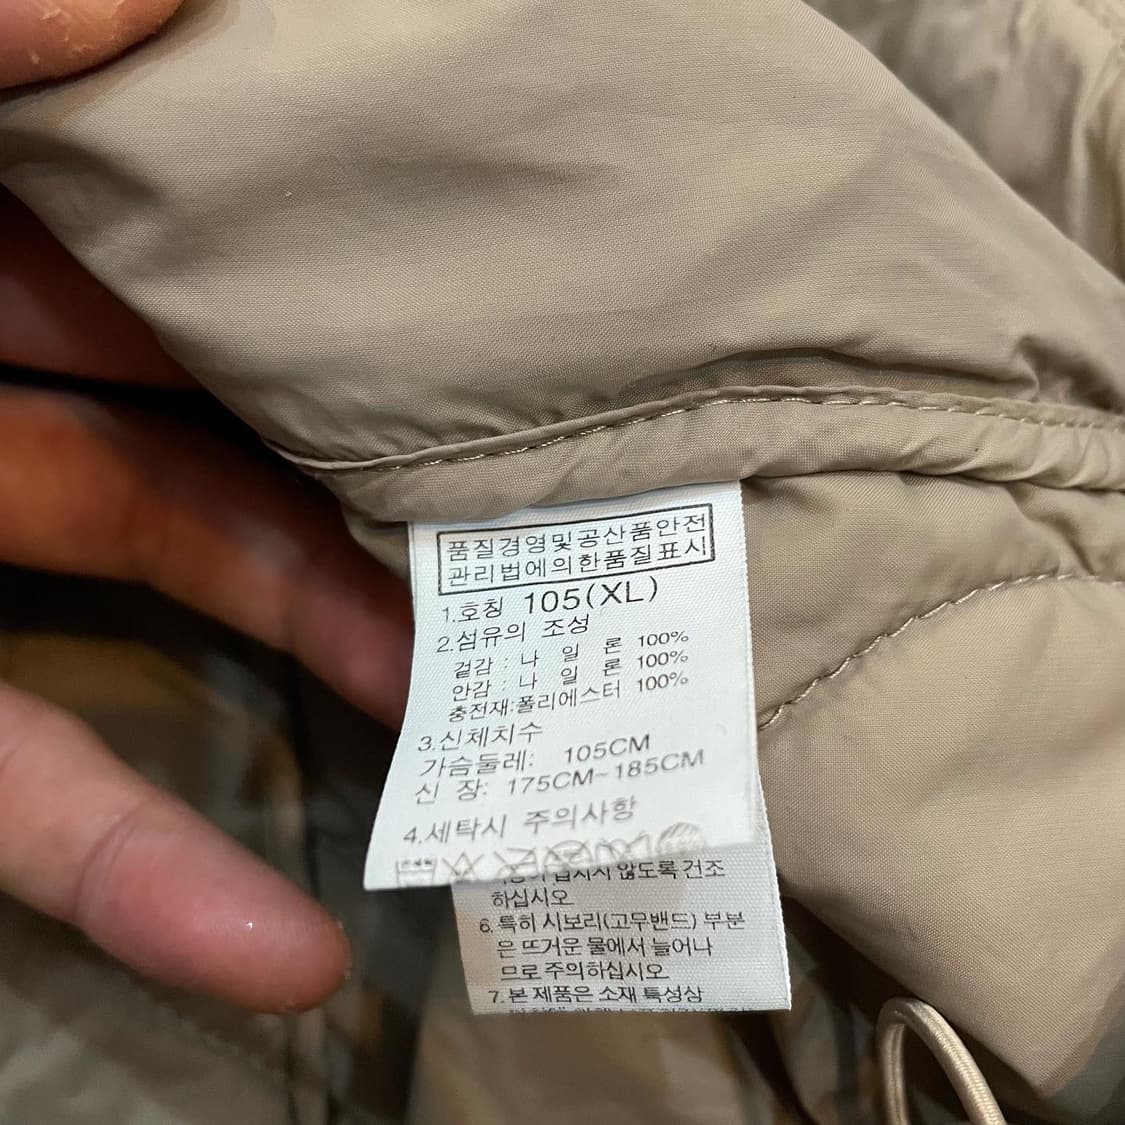 품질경영및공산품안전
관리법에의한품질표시
1.호칭 105(XL)
2.섬유의 조성
겉감 : 나 일 론 100%
안감 : 나 일 론 100%
충전재:폴리에스터 100%
3.신체치수
가슴둘레: 105CM
신 장: 175CM~185CM
4.세탁시 주의사항
않도록 건조
하십시오
6.특히 시보리(고무밴드) 부분
은 뜨거운 물에서 늘어나
므로 주의하십시오
7.본 제품은 소재 특성상